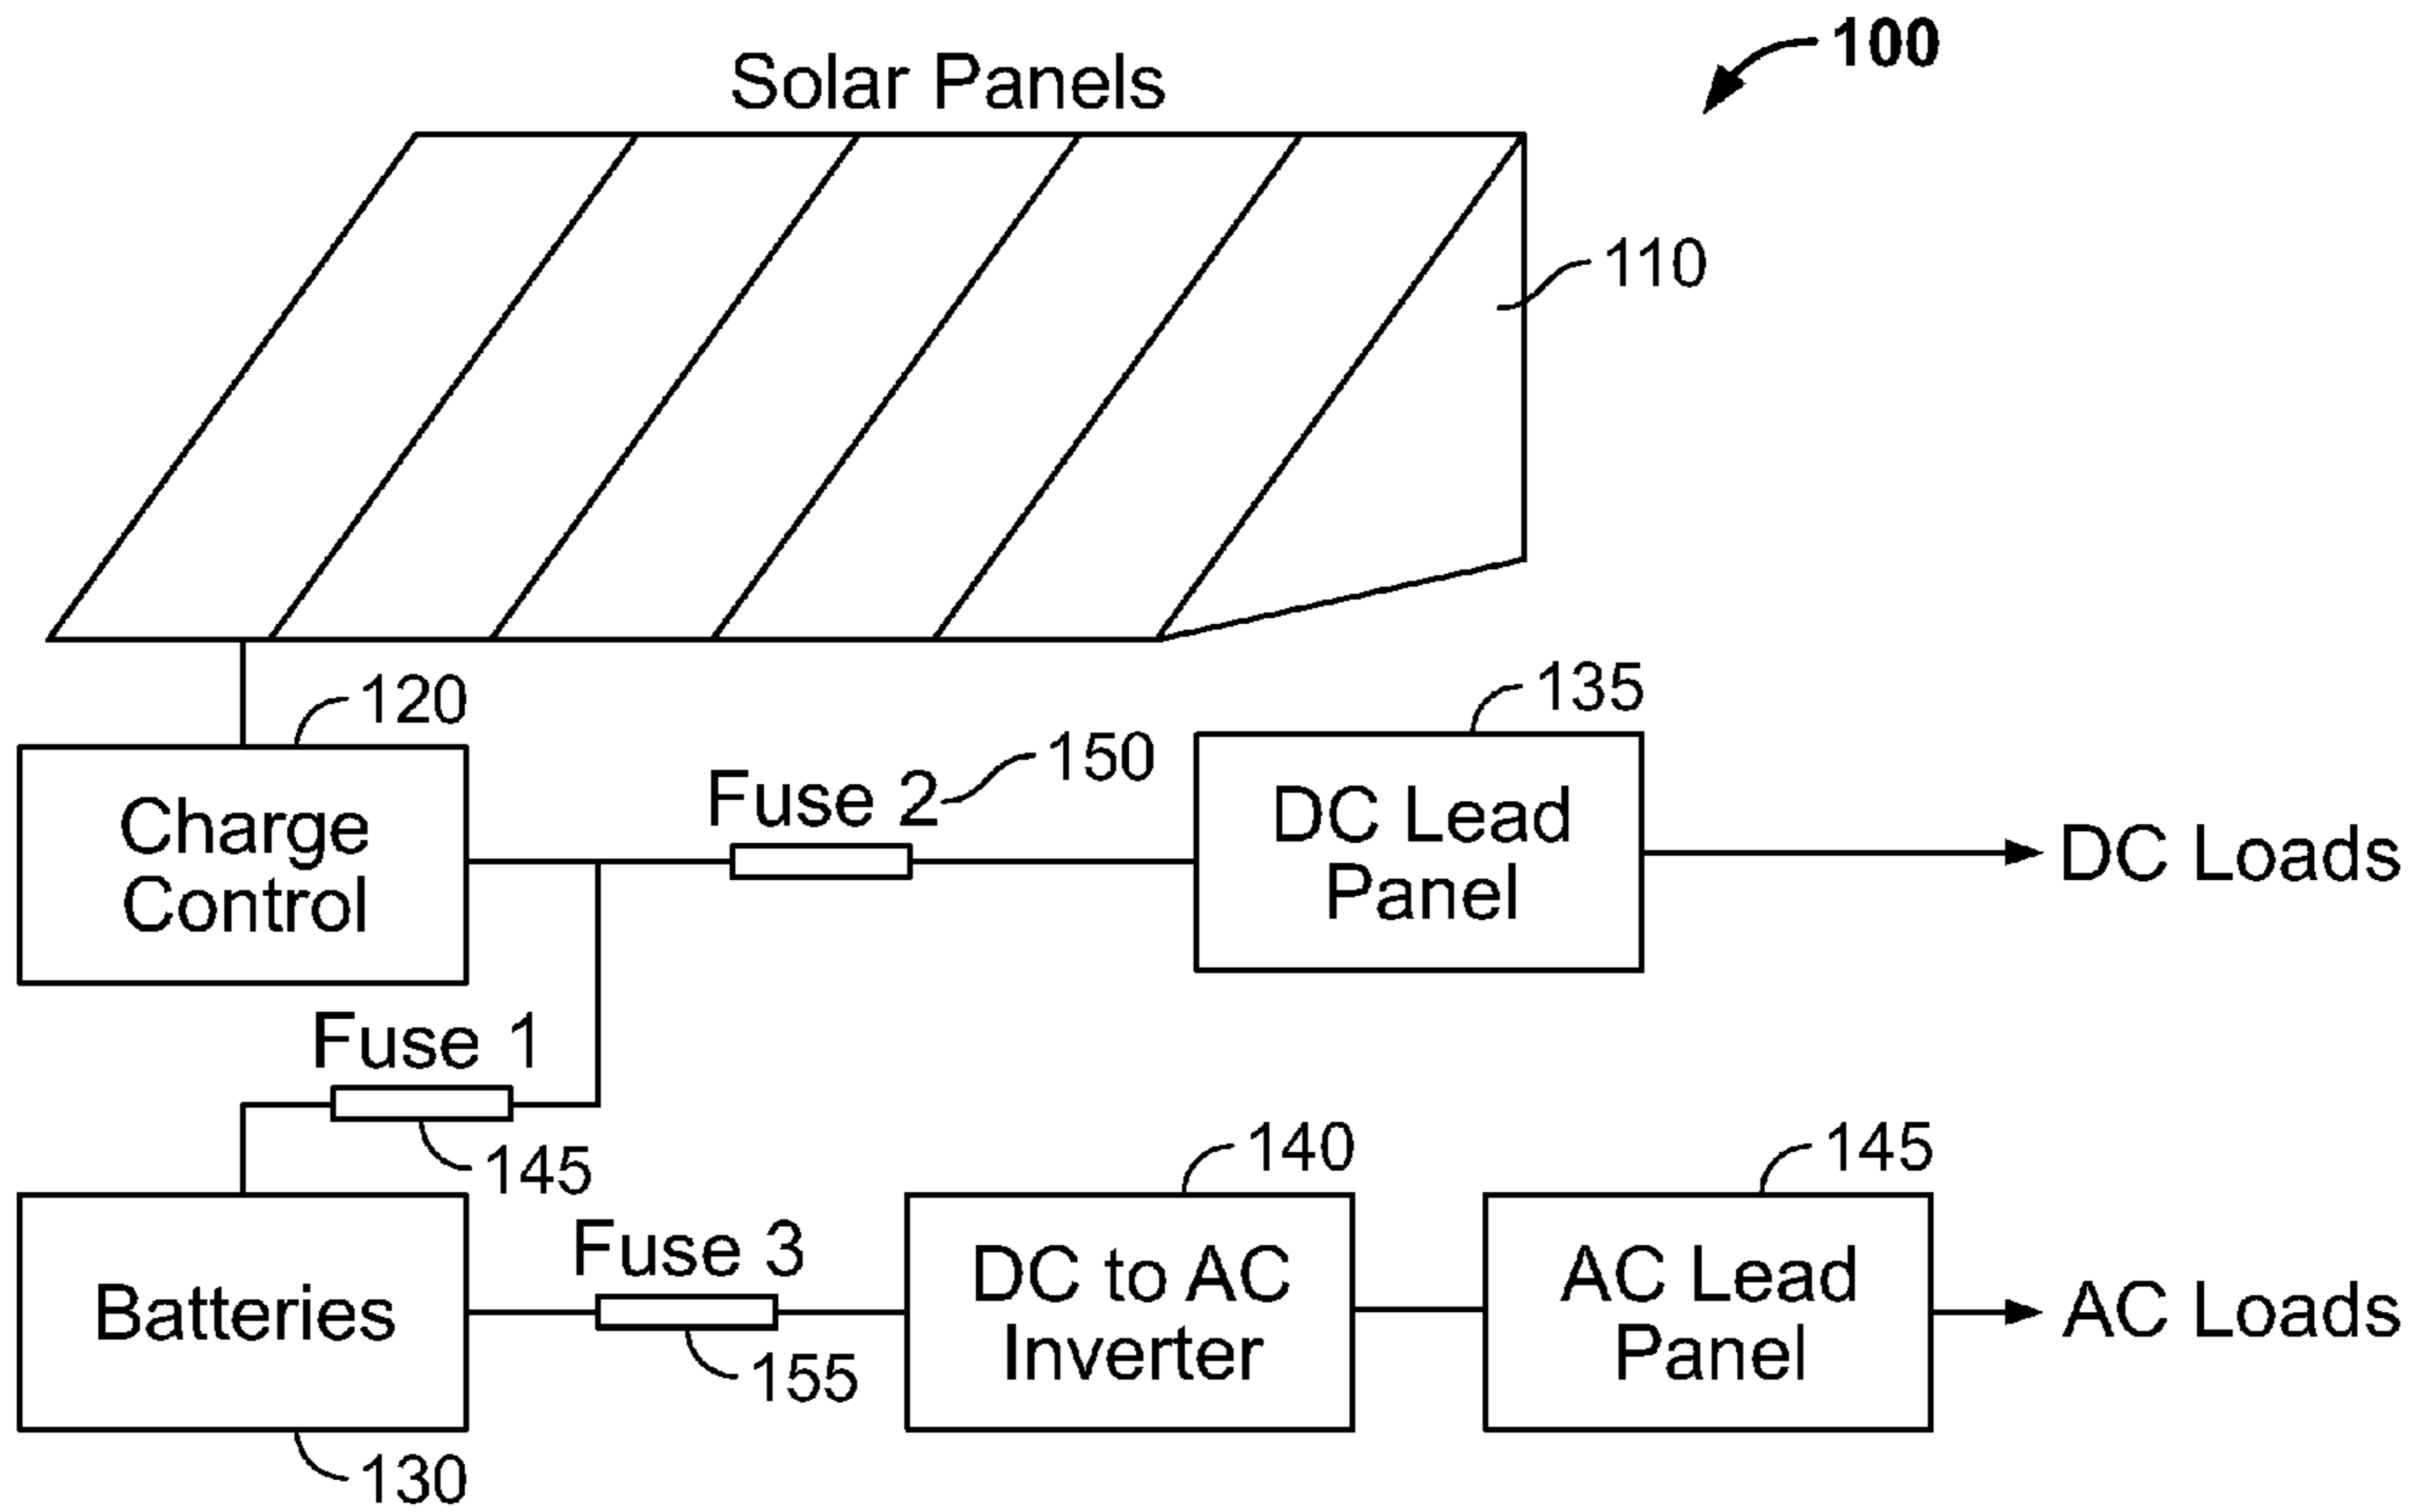 100
Solar Panels
110
120
135
150
Fuse 2
Charge
Control
DC Lead
Panel
DC Loads
Fuse 1
145
140
145
Fuse 3
Batteries
155
DC to AC
Inverter
AC Lead
Panel
AC Loads
130